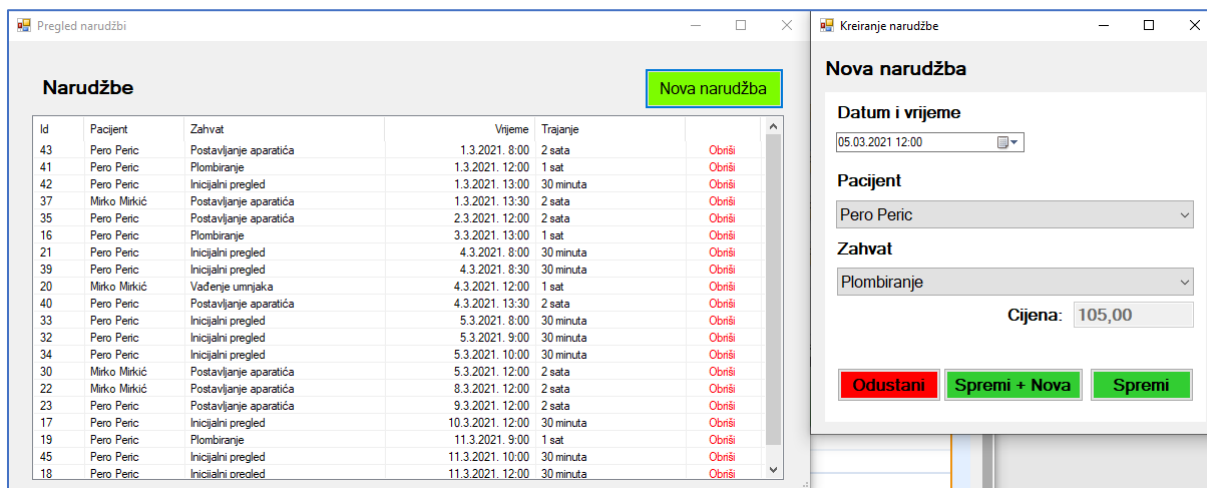 Pregled narudžbi
Narudžbe
Nova narudžba
Id Pacijent Zahvat Vrijeme Trajanje
43 Pero Peric Postavljanje aparatića 1.3.2021. 8:00 2 sata Obriši
41 Pero Peric Plombiranje 1.3.2021. 12:00 1 sat Obriši
42 Pero Peric Inicijalni pregled 1.3.2021. 13:00 30 minuta Obriši
37 Mirko Mirkić Postavljanje aparatića 1.3.2021. 13:30 2 sata Obriši
35 Pero Peric Postavljanje aparatića 2.3.2021. 12:00 2 sata Obriši
16 Pero Peric Plombiranje 3.3.2021. 13:00 1 sat Obriši
21 Pero Peric Inicijalni pregled 4.3.2021. 8:00 30 minuta Obriši
39 Pero Peric Inicijalni pregled 4.3.2021. 8:30 30 minuta Obriši
20 Mirko Mirkić Vađenje umnjaka 4.3.2021. 12:00 1 sat Obriši
40 Pero Peric Postavljanje aparatića 4.3.2021. 13:30 2 sata Obriši
33 Pero Peric Inicijalni pregled 5.3.2021. 8:00 30 minuta Obriši
32 Pero Peric Inicijalni pregled 5.3.2021. 9:00 30 minuta Obriši
34 Pero Peric Inicijalni pregled 5.3.2021. 10:00 30 minuta Obriši
30 Mirko Mirkić Postavljanje aparatića 5.3.2021. 12:00 2 sata Obriši
22 Mirko Mirkić Postavljanje aparatića 8.3.2021. 12:00 2 sata Obriši
23 Pero Peric Postavljanje aparatića 9.3.2021. 12:00 2 sata Obriši
17 Pero Peric Inicijalni pregled 10.3.2021. 12:00 30 minuta Obriši
19 Pero Peric Plombiranje 11.3.2021. 9:00 1 sat Obriši
45 Pero Peric Inicijalni pregled 11.3.2021. 10:00 30 minuta Obriši
18 Pero Peric Inicijalni pregled 11.3.2021. 12:00 30 minuta Obriši
Kreiranje narudžbe
Nova narudžba
Datum i vrijeme
05.03.2021 12:00
Pacijent
Pero Peric
Zahvat
Plombiranje
Cijena: 105,00
Odustani Spremi + Nova Spremi